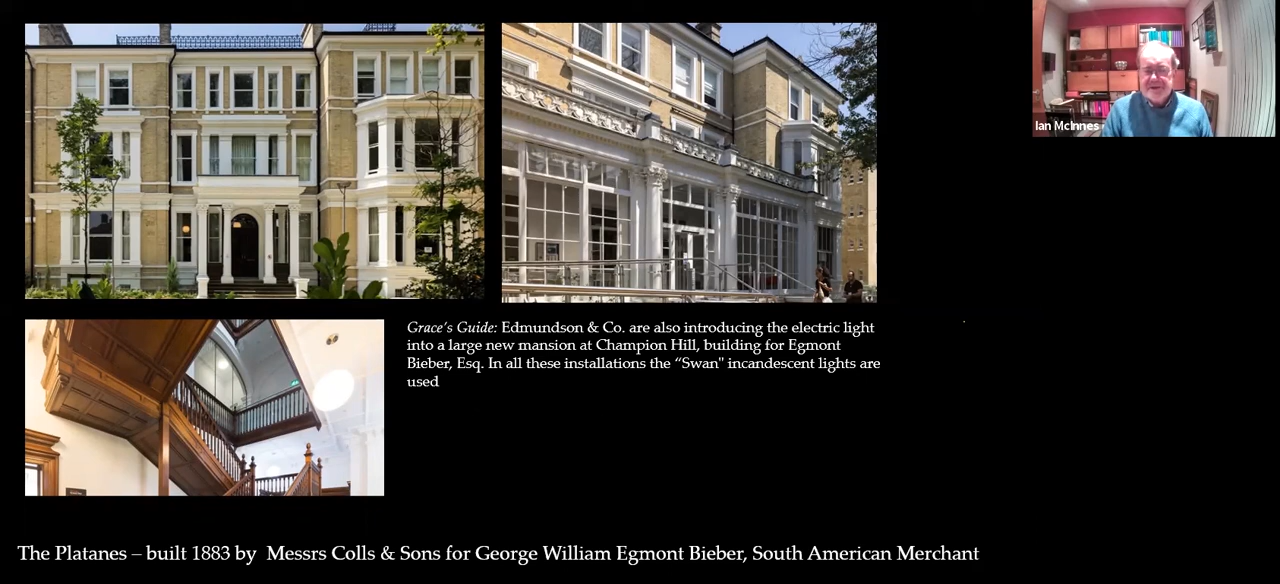 Ian McInnes
Grace's Guide: Edmundson & Co. are also introducing the electric light
into a large new mansion at Champion Hill, building for Egmont
Bieber, Esq. In all these installations the “Swan" incandescent lights are
used
The Platanes – built 1883 by  Messrs Colls & Sons for George William Egmont Bieber, South American Merchant